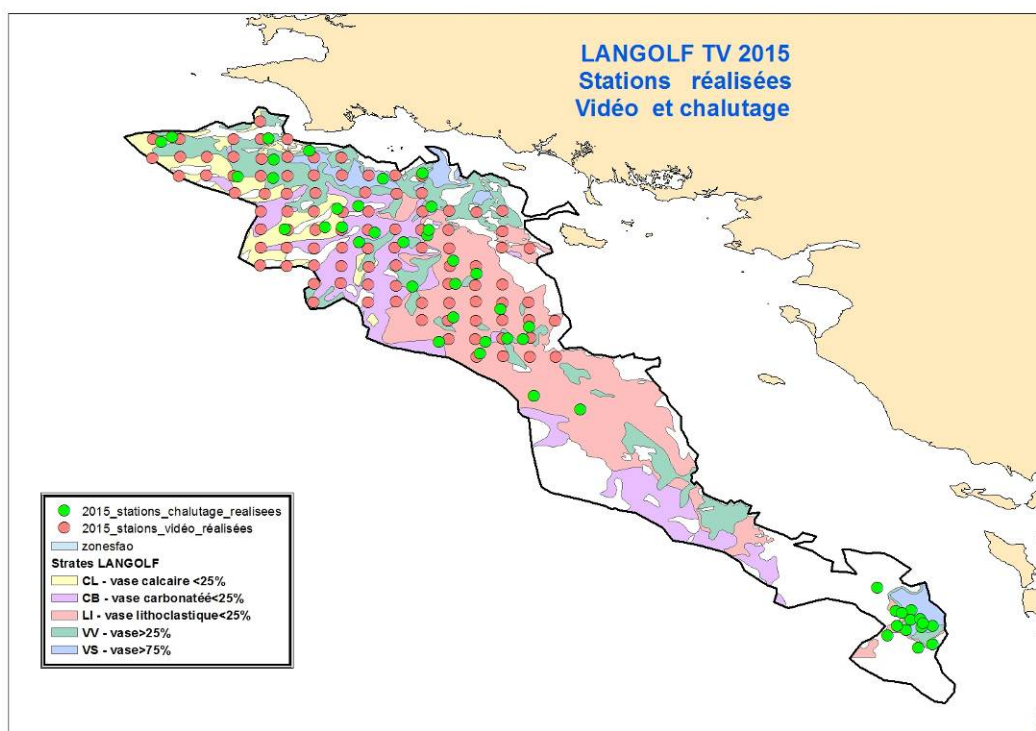 LANGOLF TV 2015
Stations réalisées
Vidéo et chalutage
2015_stations_chalutage_realisees
2015_staions_vidéo_réalisées
zonesfao
Strates LANGOLF
CL - vase calcaire <25%
CB - vase carbonatéé<25%
LI - vase lithoclastique<25%
VV - vase>25%
VS - vase>75%